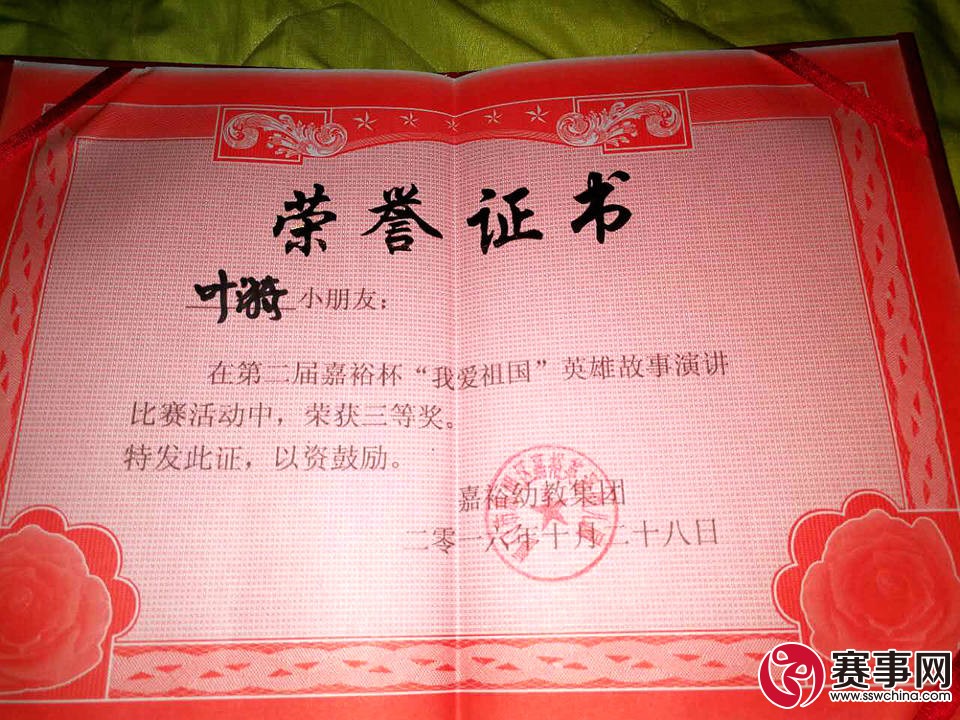 荣誉证书
叶漪 小朋友：
在第二届嘉裕杯“我爱祖国”英雄故事演讲
比赛活动中，荣获三等奖。
特发此证，以资鼓励。
嘉裕幼教集团
二零一六年十月二十八日
赛事网
www.sswchina.com